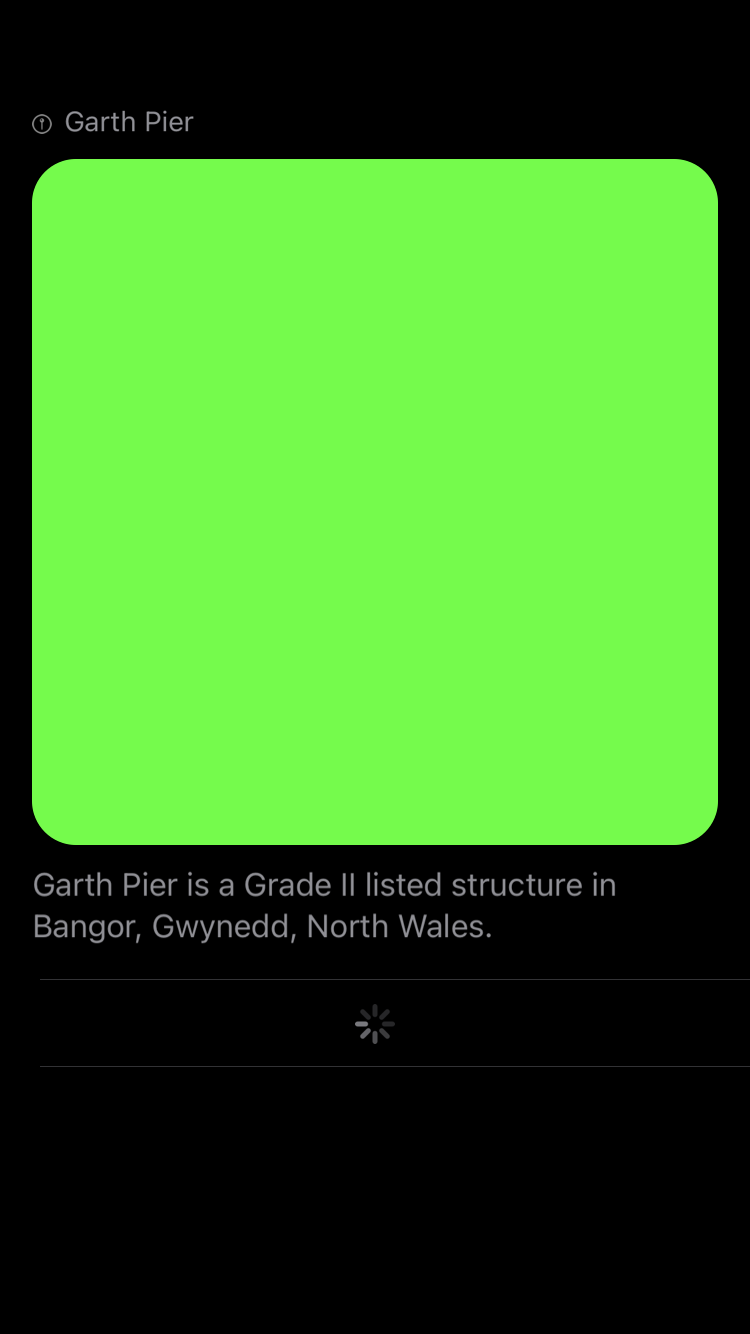 Garth Pier
Garth Pier is a Grade II listed structure in
Bangor, Gwynedd, North Wales.